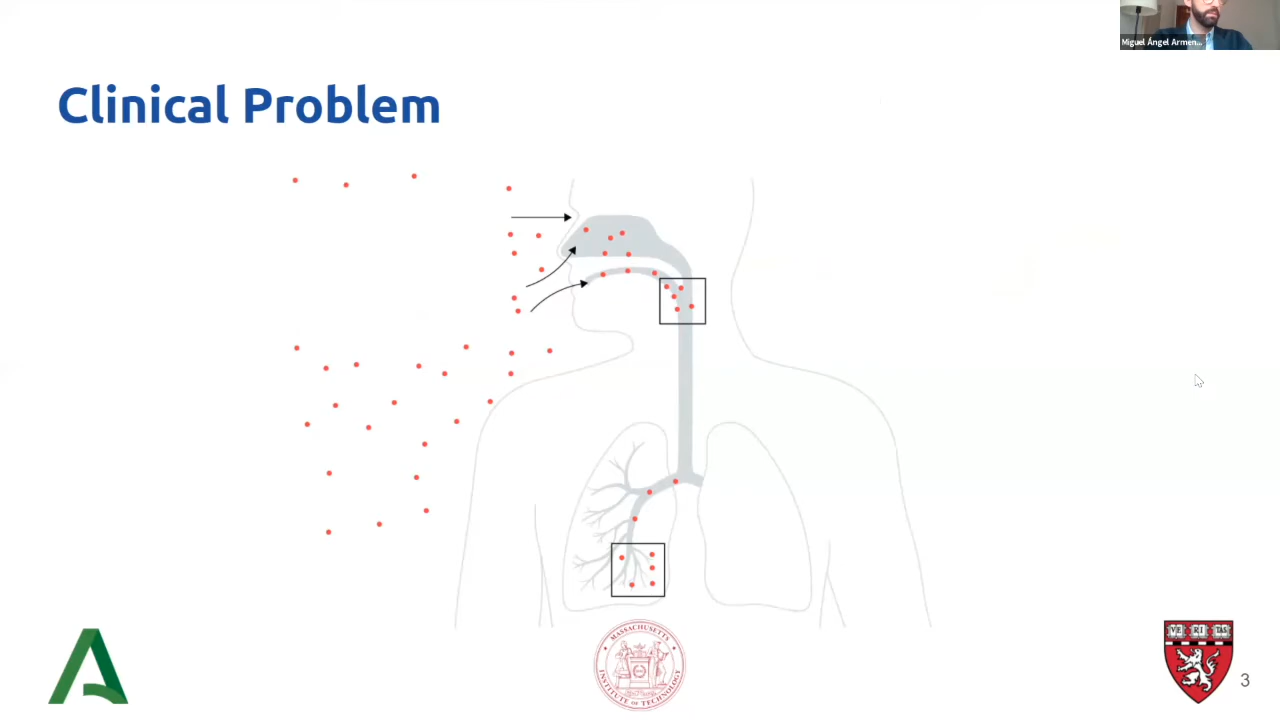 Miguel Ángel Armen...
Clinical Problem
MASSACHUSETTS
INSTITUTE OF TECHNOLOGY
VE RI TAS
3